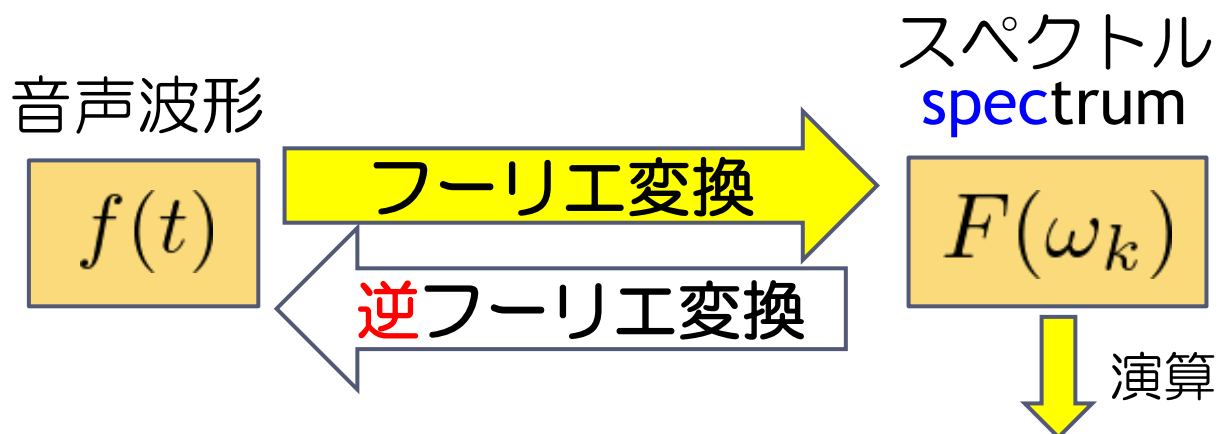 スペクトル
spectrum
音声波形
フーリエ変換
f(t)
F(ω_k)
逆フーリエ変換
演算